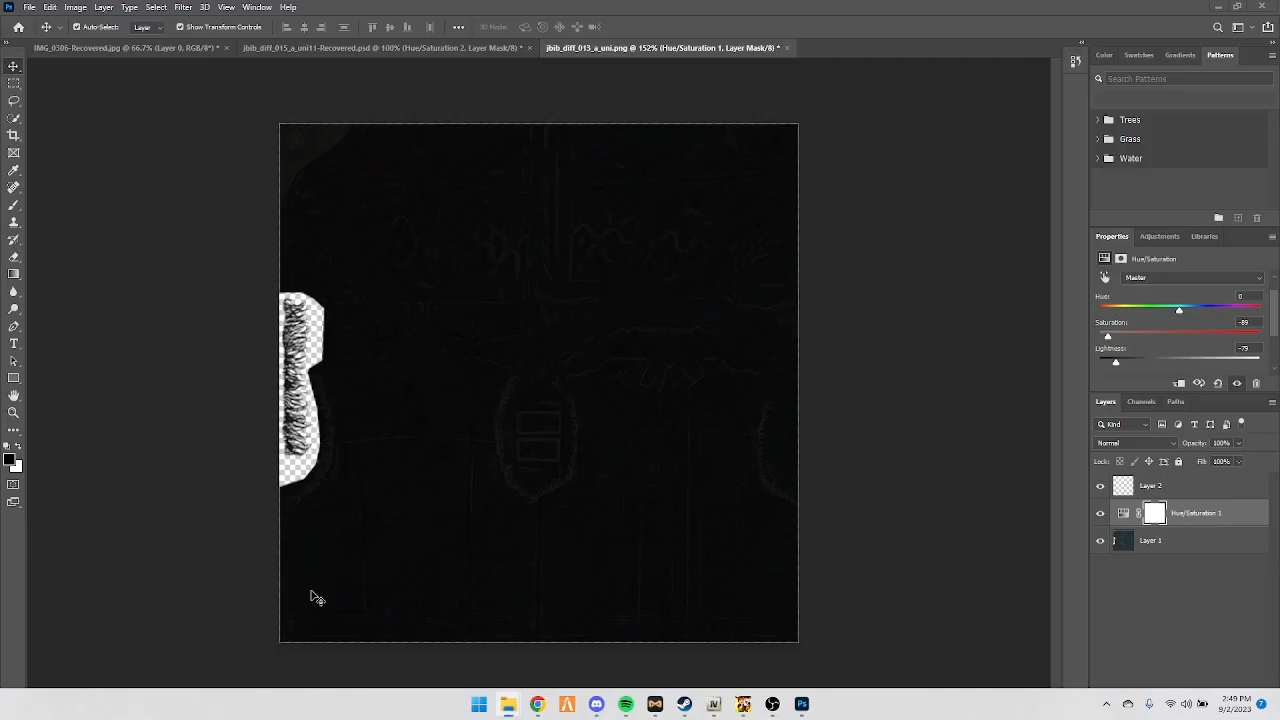 File Edit Image Layer Type Select Filter 3D View Plugins Window Help
Auto-Select: Layer Show Transform Controls 3D Mode:
IMG_0306-Recovered.jpg @ 66.7% (Layer 0, RGB/8*) * × jbib_diff_015_a_uni11-Recovered.psd @ 100% (Hue/Saturation 2, Layer Mask/8) * × jbib_diff_013_a_uni.png @ 152% (Hue/Saturation 1, Layer Mask/8) * ×
Color Swatches Gradients Patterns
Search Patterns
Trees
Grass
Water
Properties Adjustments Libraries
Hue/Saturation
Master
Hue: 0
Saturation: -89
Lightness: -79
Layers Channels Paths
Kind
Normal Opacity: 100%
Lock: Fill: 100%
Layer 2
Hue/Saturation 1
Layer 1
2:49 PM
9/2/2023